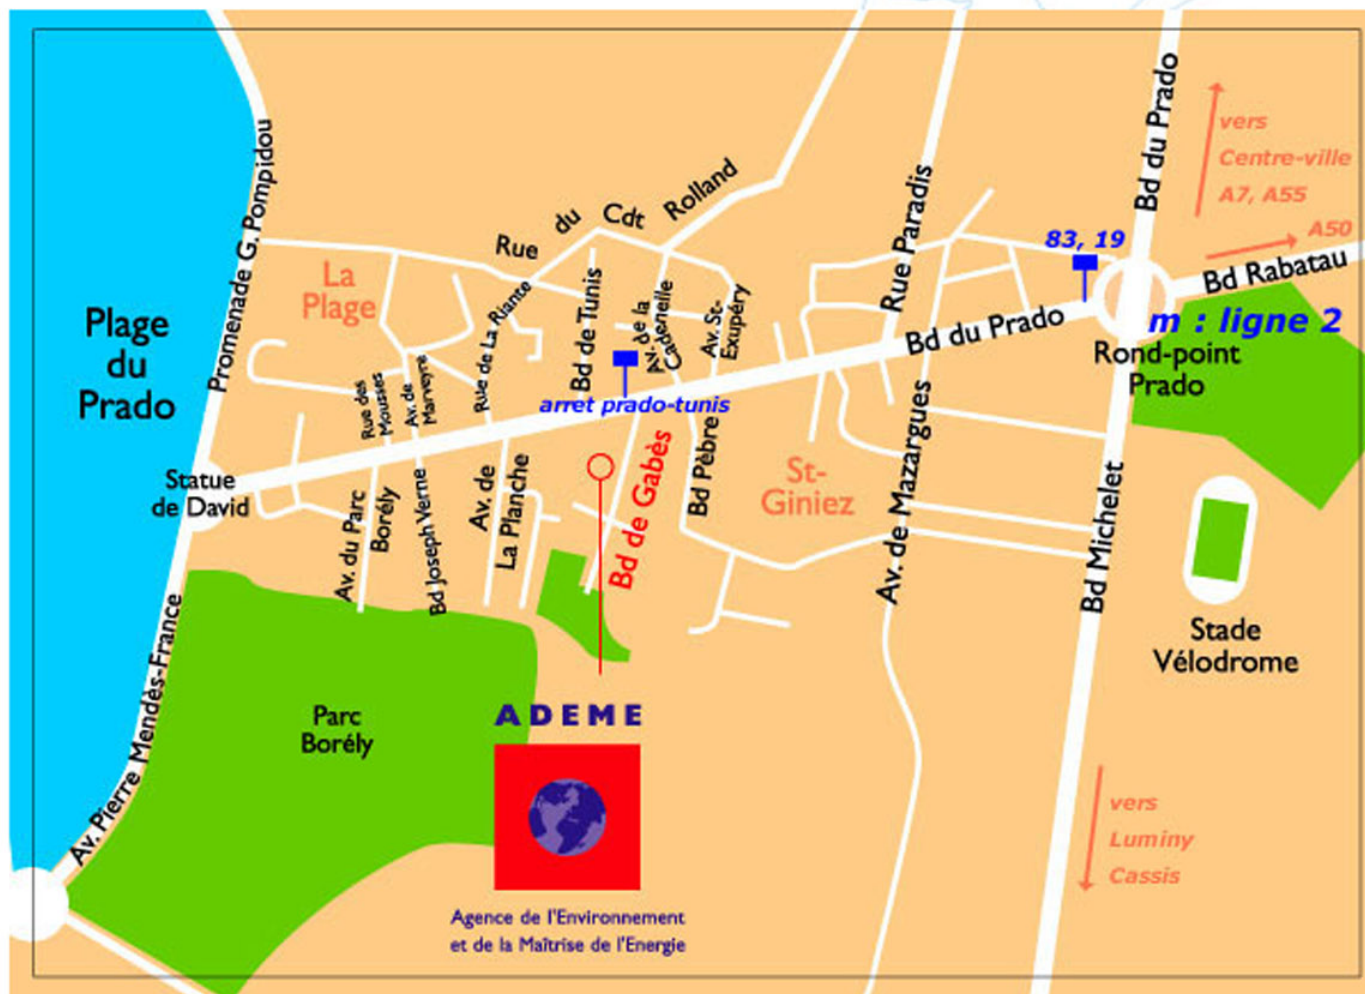 Bd du Prado
vers
Centre-ville
A7, A55
A50
Bd Rabatau
83, 19
m : ligne 2
Rond-point
Prado
Promenade G. Pompidou
Rue du Cdt Rolland
Rue Paradis
La
Plage
Plage
du
Prado
Rue de La Riante
Bd de Tunis
Av. de la
Cadenelle
Av. St-
Exupéry
Bd du Prado
Rue des
Mousses
Av. de
Marveyre
arret prado-tunis
Statue
de David
Av. du Parc
Borély
Bd Joseph Verne
Av. de
La Planche
Bd de Gabès
Bd Pèbre
St-
Giniez
Av. de Mazargues
Bd Michelet
Stade
Vélodrome
Av. Pierre Mendès-France
Parc
Borély
ADEME
Agence de l'Environnement
et de la Maîtrise de l'Energie
vers
Luminy
Cassis